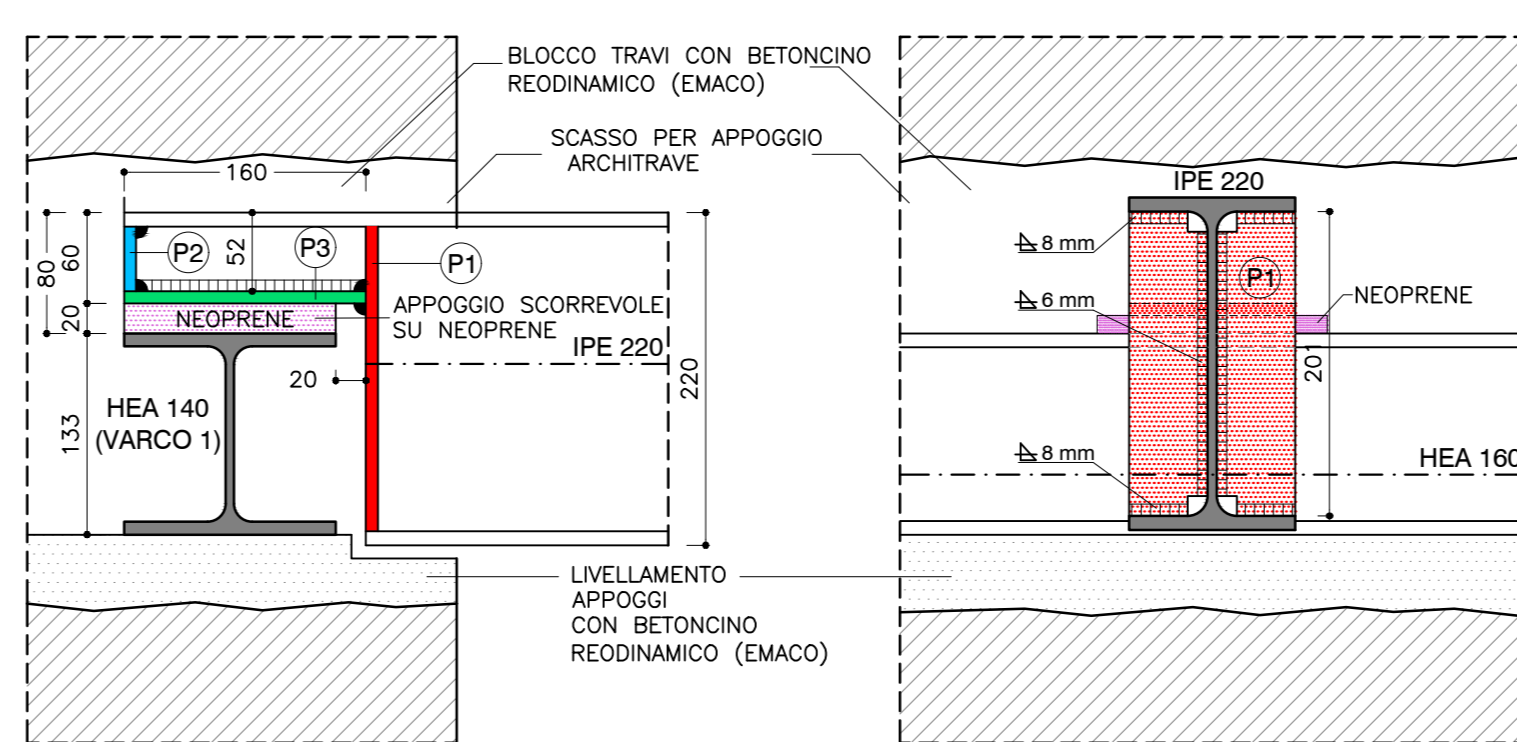 BLOCCO TRAVI CON BETONCINO
REODINAMICO (EMACO)
SCASSO PER APPOGGIO
ARCHITRAVE
160
IPE 220
80
60
P2
52
P3
P1
8 mm
P1
20
NEOPRENE
APPOGGIO SCORREVOLE
SU NEOPRENE
6 mm
NEOPRENE
IPE 220
20
220
201
HEA 140
(VARCO 1)
133
8 mm
HEA 160
LIVELLAMENTO
APPOGGI
CON BETONCINO
REODINAMICO (EMACO)